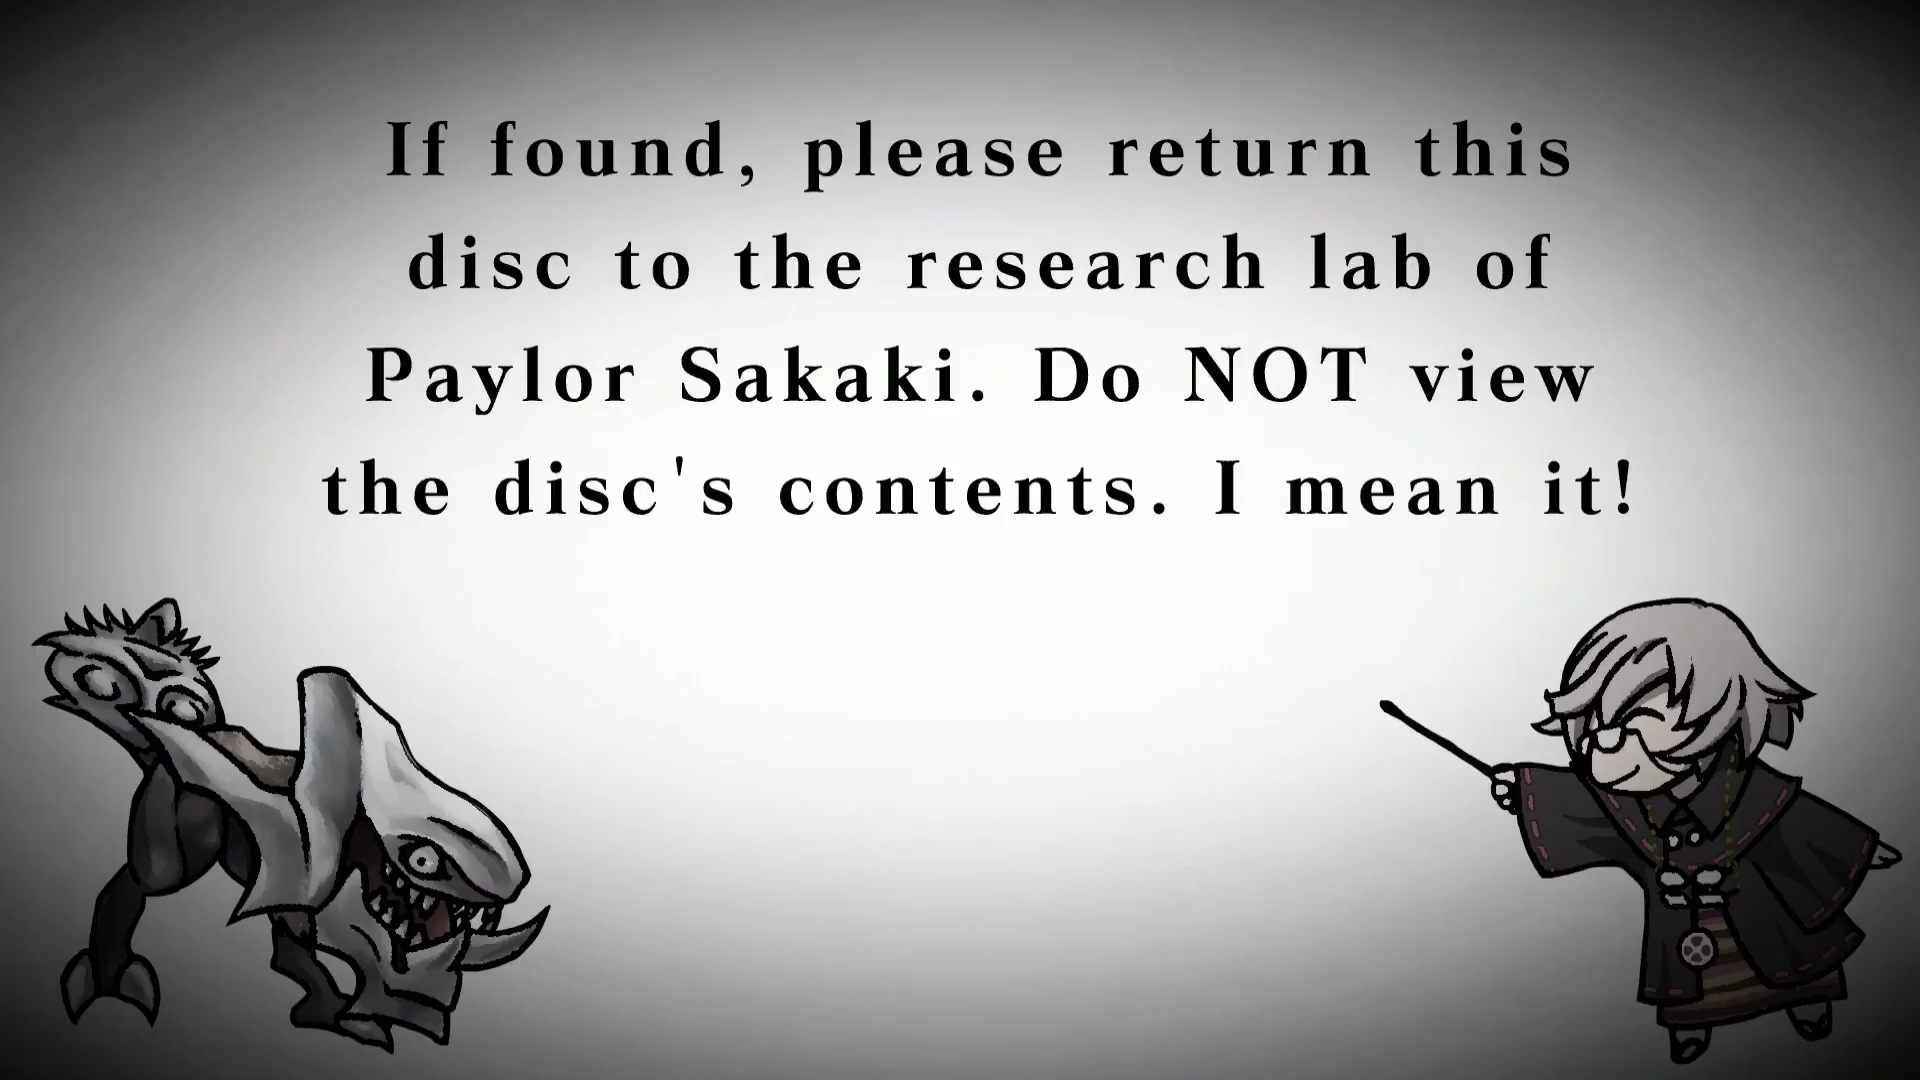 If found, please return this
disc to the research lab of
Paylor Sakaki. Do NOT view
the disc's contents. I mean it!